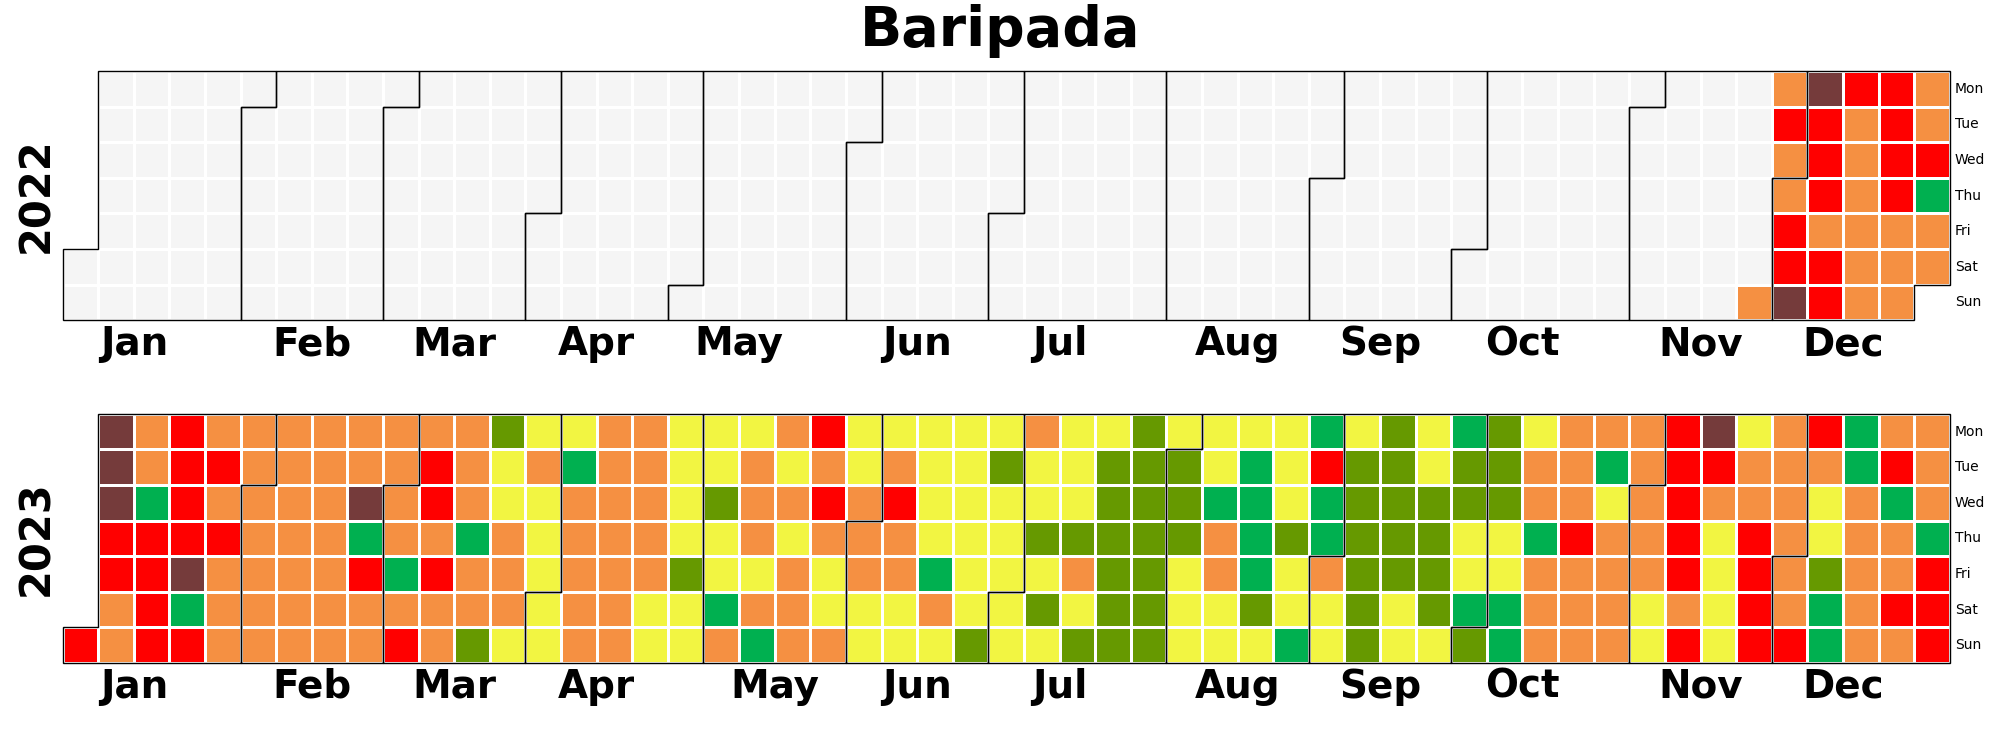 Baripada
2022
Mon
Tue
Wed
Thu
Fri
Sat
Sun
Jan Feb Mar Apr May Jun Jul Aug Sep Oct Nov Dec
2023
Mon
Tue
Wed
Thu
Fri
Sat
Sun
Jan Feb Mar Apr May Jun Jul Aug Sep Oct Nov Dec